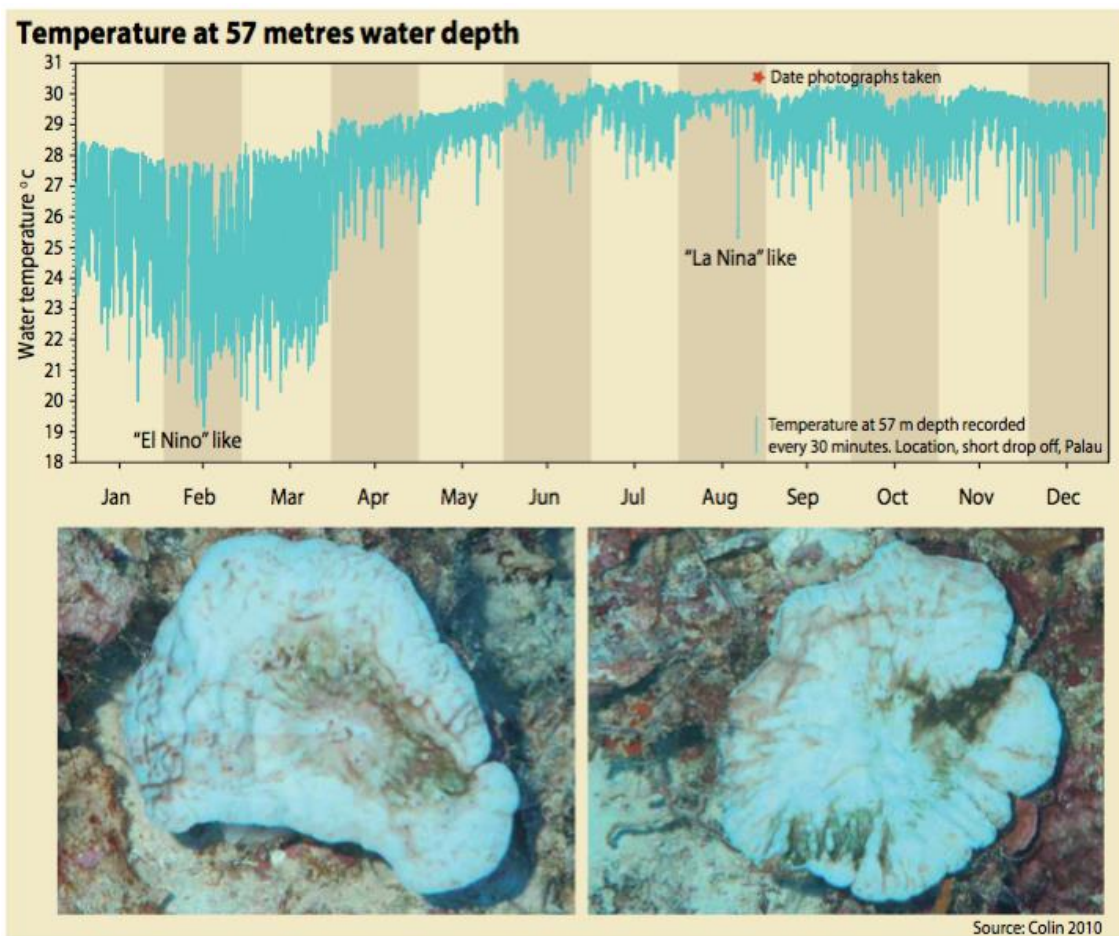 Temperature at 57 metres water depth
31
30
29
28
27
26
25
24
23
22
21
20
19
18
Water temperature º c
★ Date photographs taken
"La Nina" like
"El Nino" like
Temperature at 57 m depth recorded
every 30 minutes. Location, short drop off, Palau
Jan Feb Mar Apr May Jun Jul Aug Sep Oct Nov Dec
Source: Colin 2010